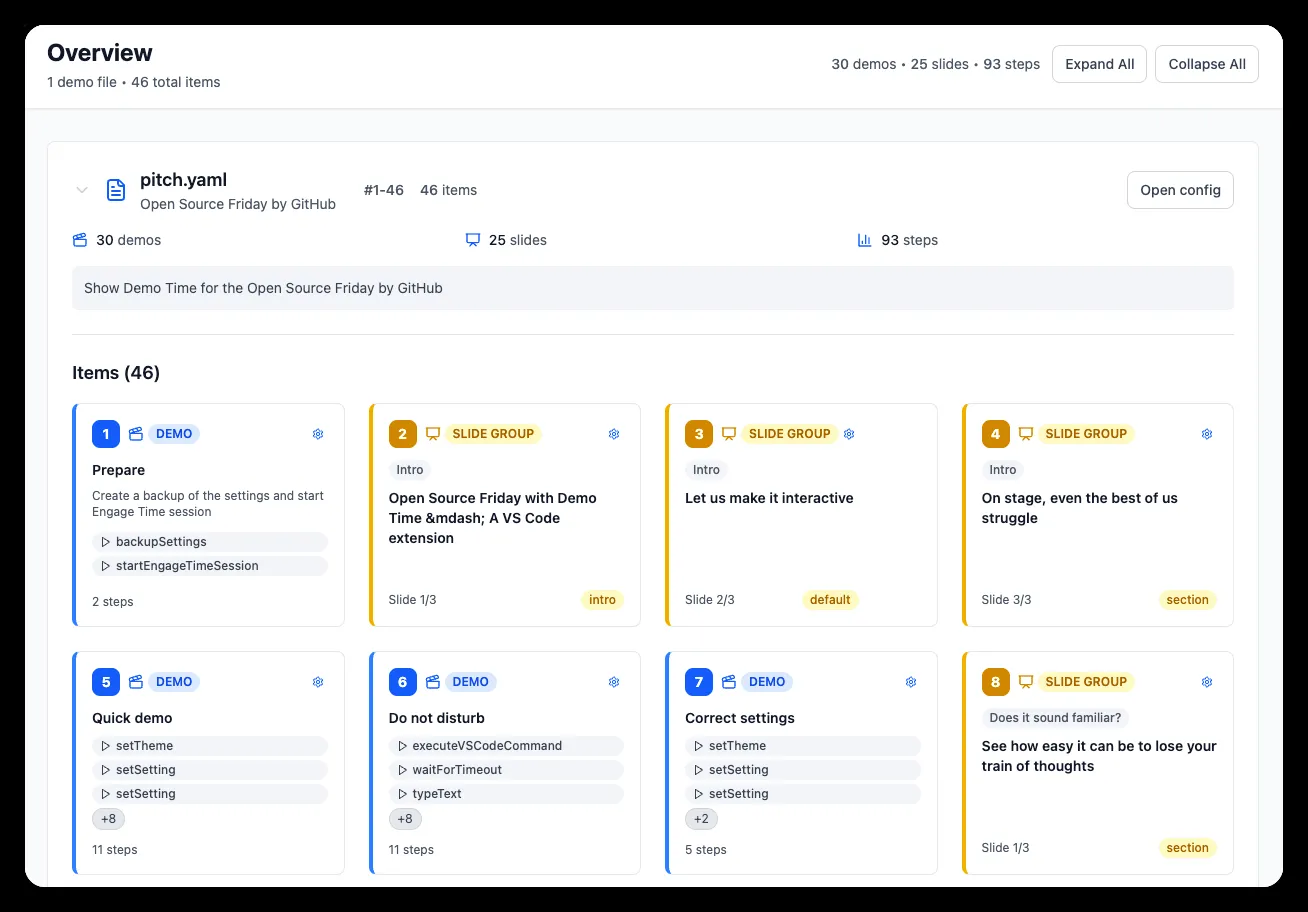 Overview
1 demo file • 46 total items
30 demos • 25 slides • 93 steps
Expand All
Collapse All
pitch.yaml
Open Source Friday by GitHub
#1-46
46 items
Open config
30 demos
25 slides
93 steps
Show Demo Time for the Open Source Friday by GitHub
Items (46)
1
DEMO
Prepare
Create a backup of the settings and start
Engage Time session
backupSettings
startEngageTimeSession
2 steps
2
SLIDE GROUP
Intro
Open Source Friday with Demo
Time &mdash; A VS Code
extension
Slide 1/3
intro
3
SLIDE GROUP
Intro
Let us make it interactive
Slide 2/3
default
4
SLIDE GROUP
Intro
On stage, even the best of us
struggle
Slide 3/3
section
5
DEMO
Quick demo
setTheme
setSetting
setSetting
+8
11 steps
6
DEMO
Do not disturb
executeVSCodeCommand
waitForTimeout
typeText
+8
11 steps
7
DEMO
Correct settings
setTheme
setSetting
setSetting
+2
5 steps
8
SLIDE GROUP
Does it sound familiar?
See how easy it can be to lose your
train of thoughts
Slide 1/3
section